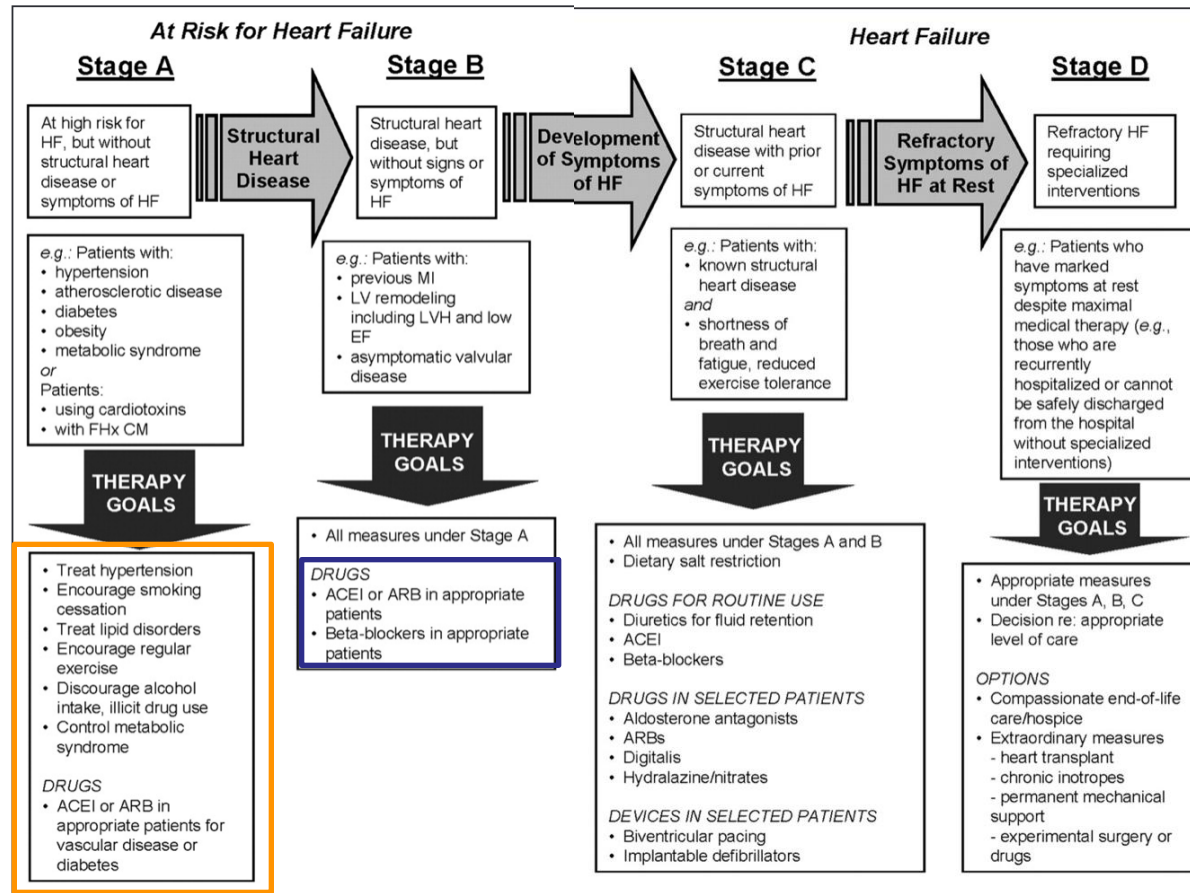 At Risk for Heart Failure
Heart Failure
Stage A
At high risk for
HF, but without
structural heart
disease or
symptoms of HF
e.g.: Patients with:
• hypertension
• atherosclerotic disease
• diabetes
• obesity
• metabolic syndrome
or
Patients:
• using cardiotoxins
• with FHx CM
THERAPY
GOALS
• Treat hypertension
• Encourage smoking
cessation
• Treat lipid disorders
• Encourage regular
exercise
• Discourage alcohol
intake, illicit drug use
• Control metabolic
syndrome
DRUGS
• ACEI or ARB in
appropriate patients for
vascular disease or
diabetes
Structural
Heart
Disease
Stage B
Structural heart
disease, but
without signs or
symptoms of
HF
e.g.: Patients with:
• previous MI
• LV remodeling
including LVH and low
EF
• asymptomatic valvular
disease
THERAPY
GOALS
• All measures under Stage A
DRUGS
• ACEI or ARB in appropriate
patients
• Beta-blockers in appropriate
patients
Development
of Symptoms
of HF
Stage C
Structural heart
disease with prior
or current
symptoms of HF
e.g.: Patients with:
• known structural
heart disease
and
• shortness of
breath and
fatigue, reduced
exercise tolerance
THERAPY
GOALS
• All measures under Stages A and B
• Dietary salt restriction
DRUGS FOR ROUTINE USE
• Diuretics for fluid retention
• ACEI
• Beta-blockers
DRUGS IN SELECTED PATIENTS
• Aldosterone antagonists
• ARBs
• Digitalis
• Hydralazine/nitrates
DEVICES IN SELECTED PATIENTS
• Biventricular pacing
• Implantable defibrillators
Refractory
Symptoms of
HF at Rest
Stage D
Refractory HF
requiring
specialized
interventions
e.g.: Patients who
have marked
symptoms at rest
despite maximal
medical therapy (e.g.,
those who are
recurrently
hospitalized or cannot
be safely discharged
from the hospital
without specialized
interventions)
THERAPY
GOALS
• Appropriate measures
under Stages A, B, C
• Decision re: appropriate
level of care
OPTIONS
• Compassionate end-of-life
care/hospice
• Extraordinary measures
- heart transplant
- chronic inotropes
- permanent mechanical
support
- experimental surgery or
drugs